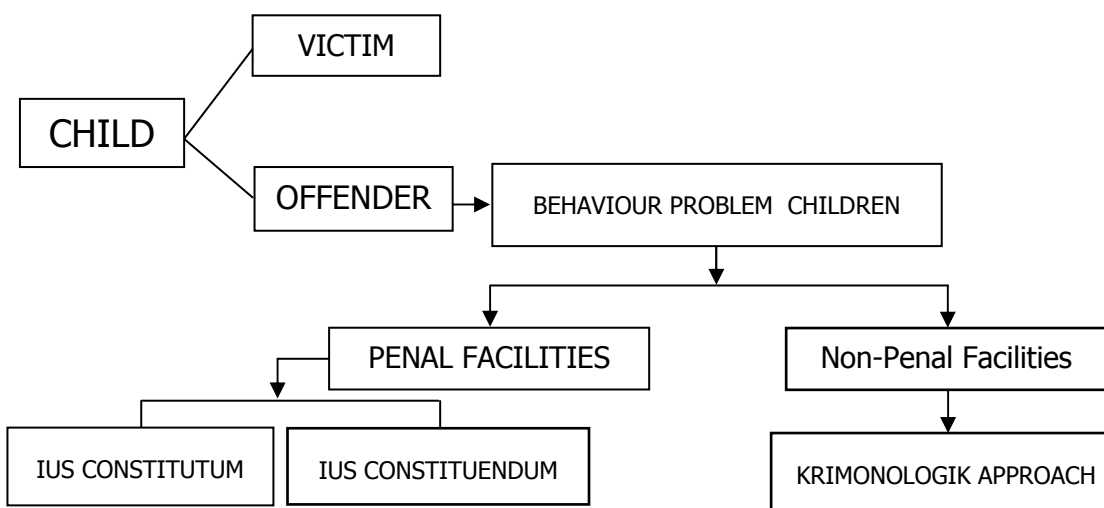 VICTIM
CHILD
OFFENDER
BEHAVIOUR PROBLEM CHILDREN
PENAL FACILITIES
Non-Penal Facilities
IUS CONSTITUTUM
IUS CONSTITUENDUM
KRIMONOLOGIK APPROACH